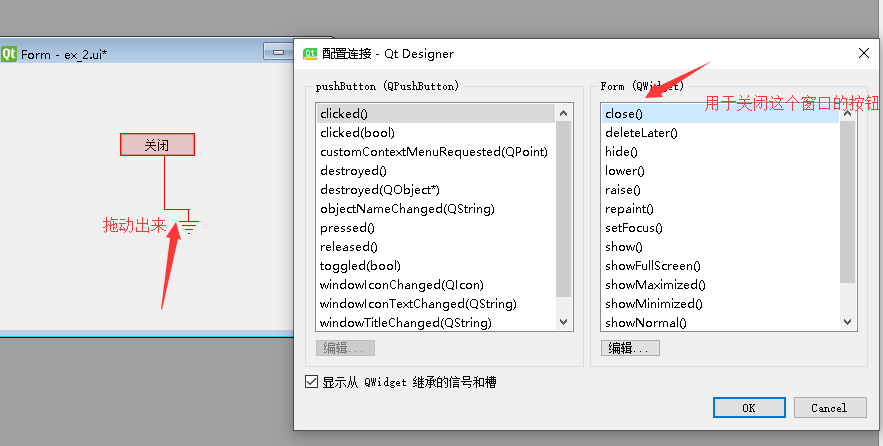 Qt Form - ex_2.ui*
关闭
拖动出来
Qt 配置连接 - Qt Designer
pushButton (QPushButton)
clicked()
clicked(bool)
customContextMenuRequested(QPoint)
destroyed()
destroyed(QObject*)
objectNameChanged(QString)
pressed()
released()
toggled(bool)
windowIconChanged(QIcon)
windowIconTextChanged(QString)
windowTitleChanged(QString)
编辑...
Form (QWidget)
用于关闭这个窗口的按钮
close()
deleteLater()
hide()
lower()
raise()
repaint()
setFocus()
show()
showFullScreen()
showMaximized()
showMinimized()
showNormal()
编辑...
显示从 QWidget 继承的信号和槽
OK
Cancel